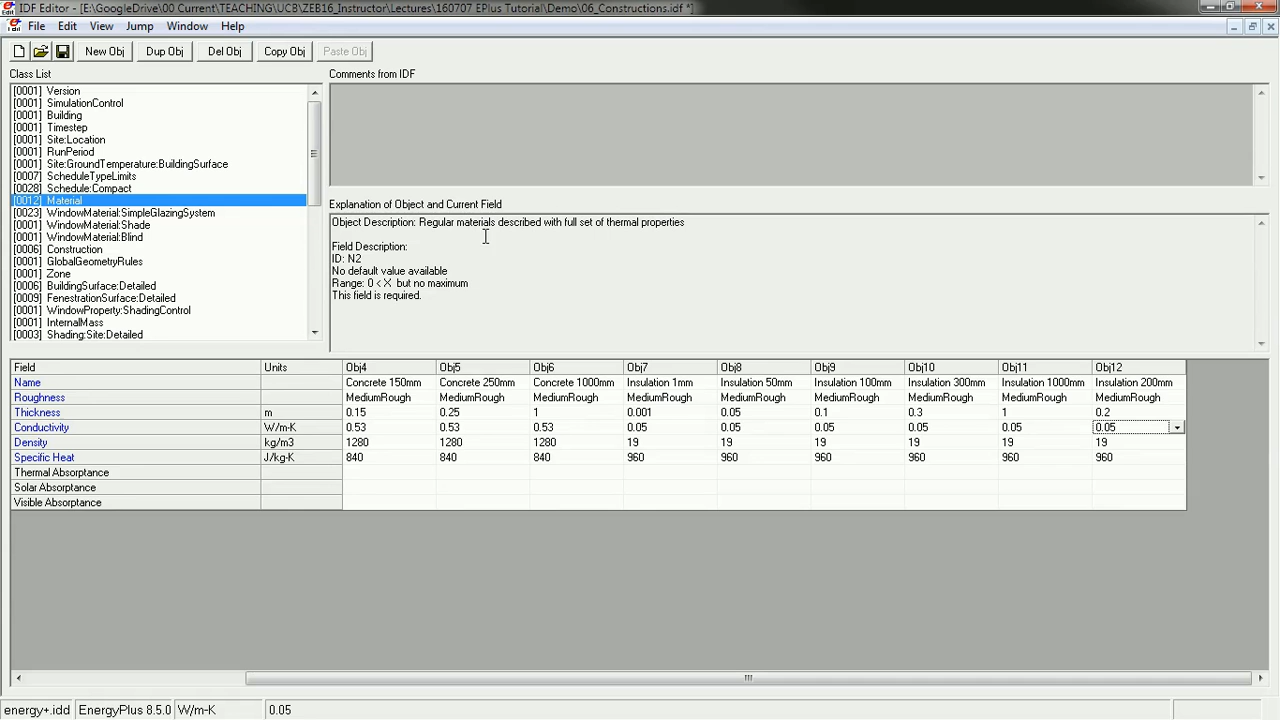 IDF Editor - [E:\GoogleDrive\00 Current\TEACHING\UCB\ZEB16_Instructor\Lectures\160707 EPlus Tutorial\Demo\06_Constructions.idf *]
File Edit View Jump Window Help
New Obj Dup Obj Del Obj Copy Obj Paste Obj
Class List
[0001] Version
[0001] SimulationControl
[0001] Building
[0001] Timestep
[0001] Site:Location
[0001] RunPeriod
[0001] Site:GroundTemperature:BuildingSurface
[0007] ScheduleTypeLimits
[0028] Schedule:Compact
[0012] Material
[0023] WindowMaterial:SimpleGlazingSystem
[0001] WindowMaterial:Shade
[0001] WindowMaterial:Blind
[0006] Construction
[0001] GlobalGeometryRules
[0001] Zone
[0006] BuildingSurface:Detailed
[0009] FenestrationSurface:Detailed
[0001] WindowProperty:ShadingControl
[0001] InternalMass
[0003] Shading:Site:Detailed
Comments from IDF
Explanation of Object and Current Field
Object Description: Regular materials described with full set of thermal properties
Field Description:
ID: N2
No default value available
Range: 0 < X but no maximum
This field is required.
Field Units Obj4 Obj5 Obj6 Obj7 Obj8 Obj9 Obj10 Obj11 Obj12
Name Concrete 150mm Concrete 250mm Concrete 1000mm Insulation 1mm Insulation 50mm Insulation 100mm Insulation 300mm Insulation 1000mm Insulation 200mm
Roughness MediumRough MediumRough MediumRough MediumRough MediumRough MediumRough MediumRough MediumRough MediumRough
Thickness m 0.15 0.25 1 0.001 0.05 0.1 0.3 1 0.2
Conductivity W/m-K 0.53 0.53 0.53 0.05 0.05 0.05 0.05 0.05 0.05
Density kg/m3 1280 1280 1280 19 19 19 19 19 19
Specific Heat J/kg-K 840 840 840 960 960 960 960 960 960
Thermal Absorptance
Solar Absorptance
Visible Absorptance
energy+.idd EnergyPlus 8.5.0 W/m-K 0.05